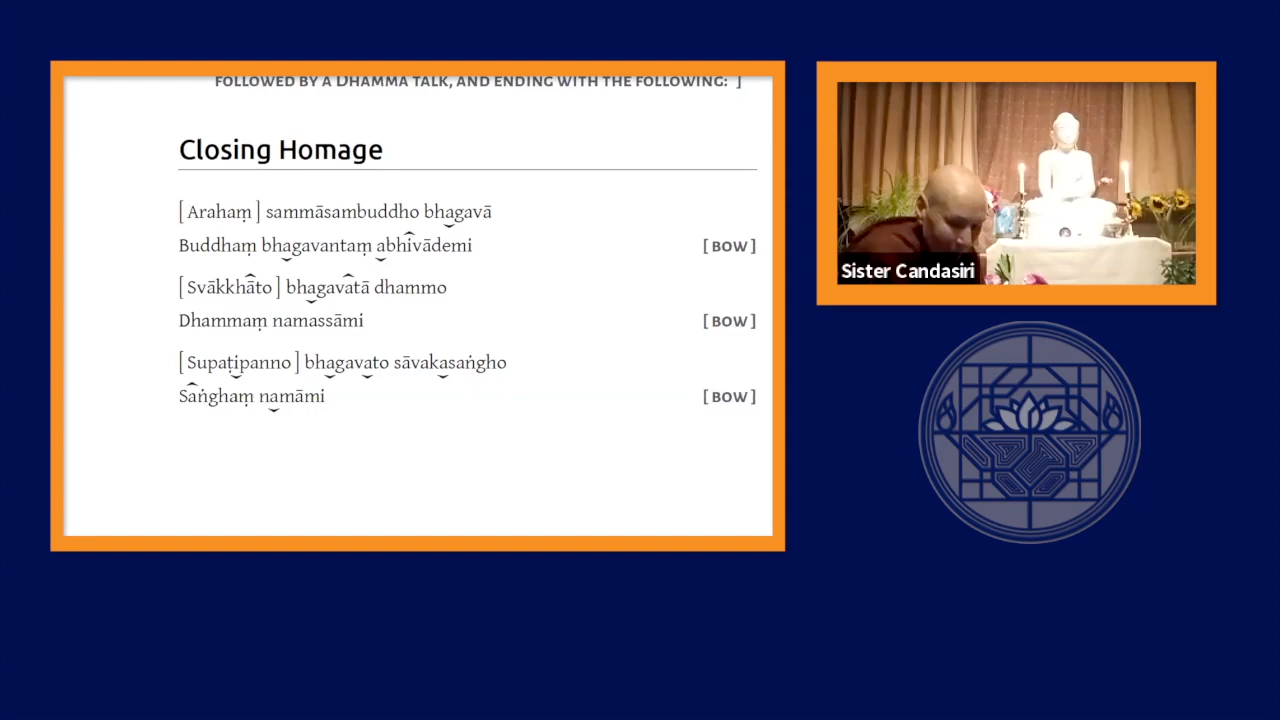 FOLLOWED BY A DHAMMA TALK, AND ENDING WITH THE FOLLOWING: ]
Closing Homage
[ Arahaṃ ] sammāsambuddho bhagavā
Buddhaṃ bhagavantaṃ abhivādemi [ BOW ]
[ Svākkhāto ] bhagavatā dhammo
Dhammaṃ namassāmi [ BOW ]
[ Supaṭipanno ] bhagavato sāvakasaṅgho
Saṅghaṃ namāmi [ BOW ]
Sister Candasiri